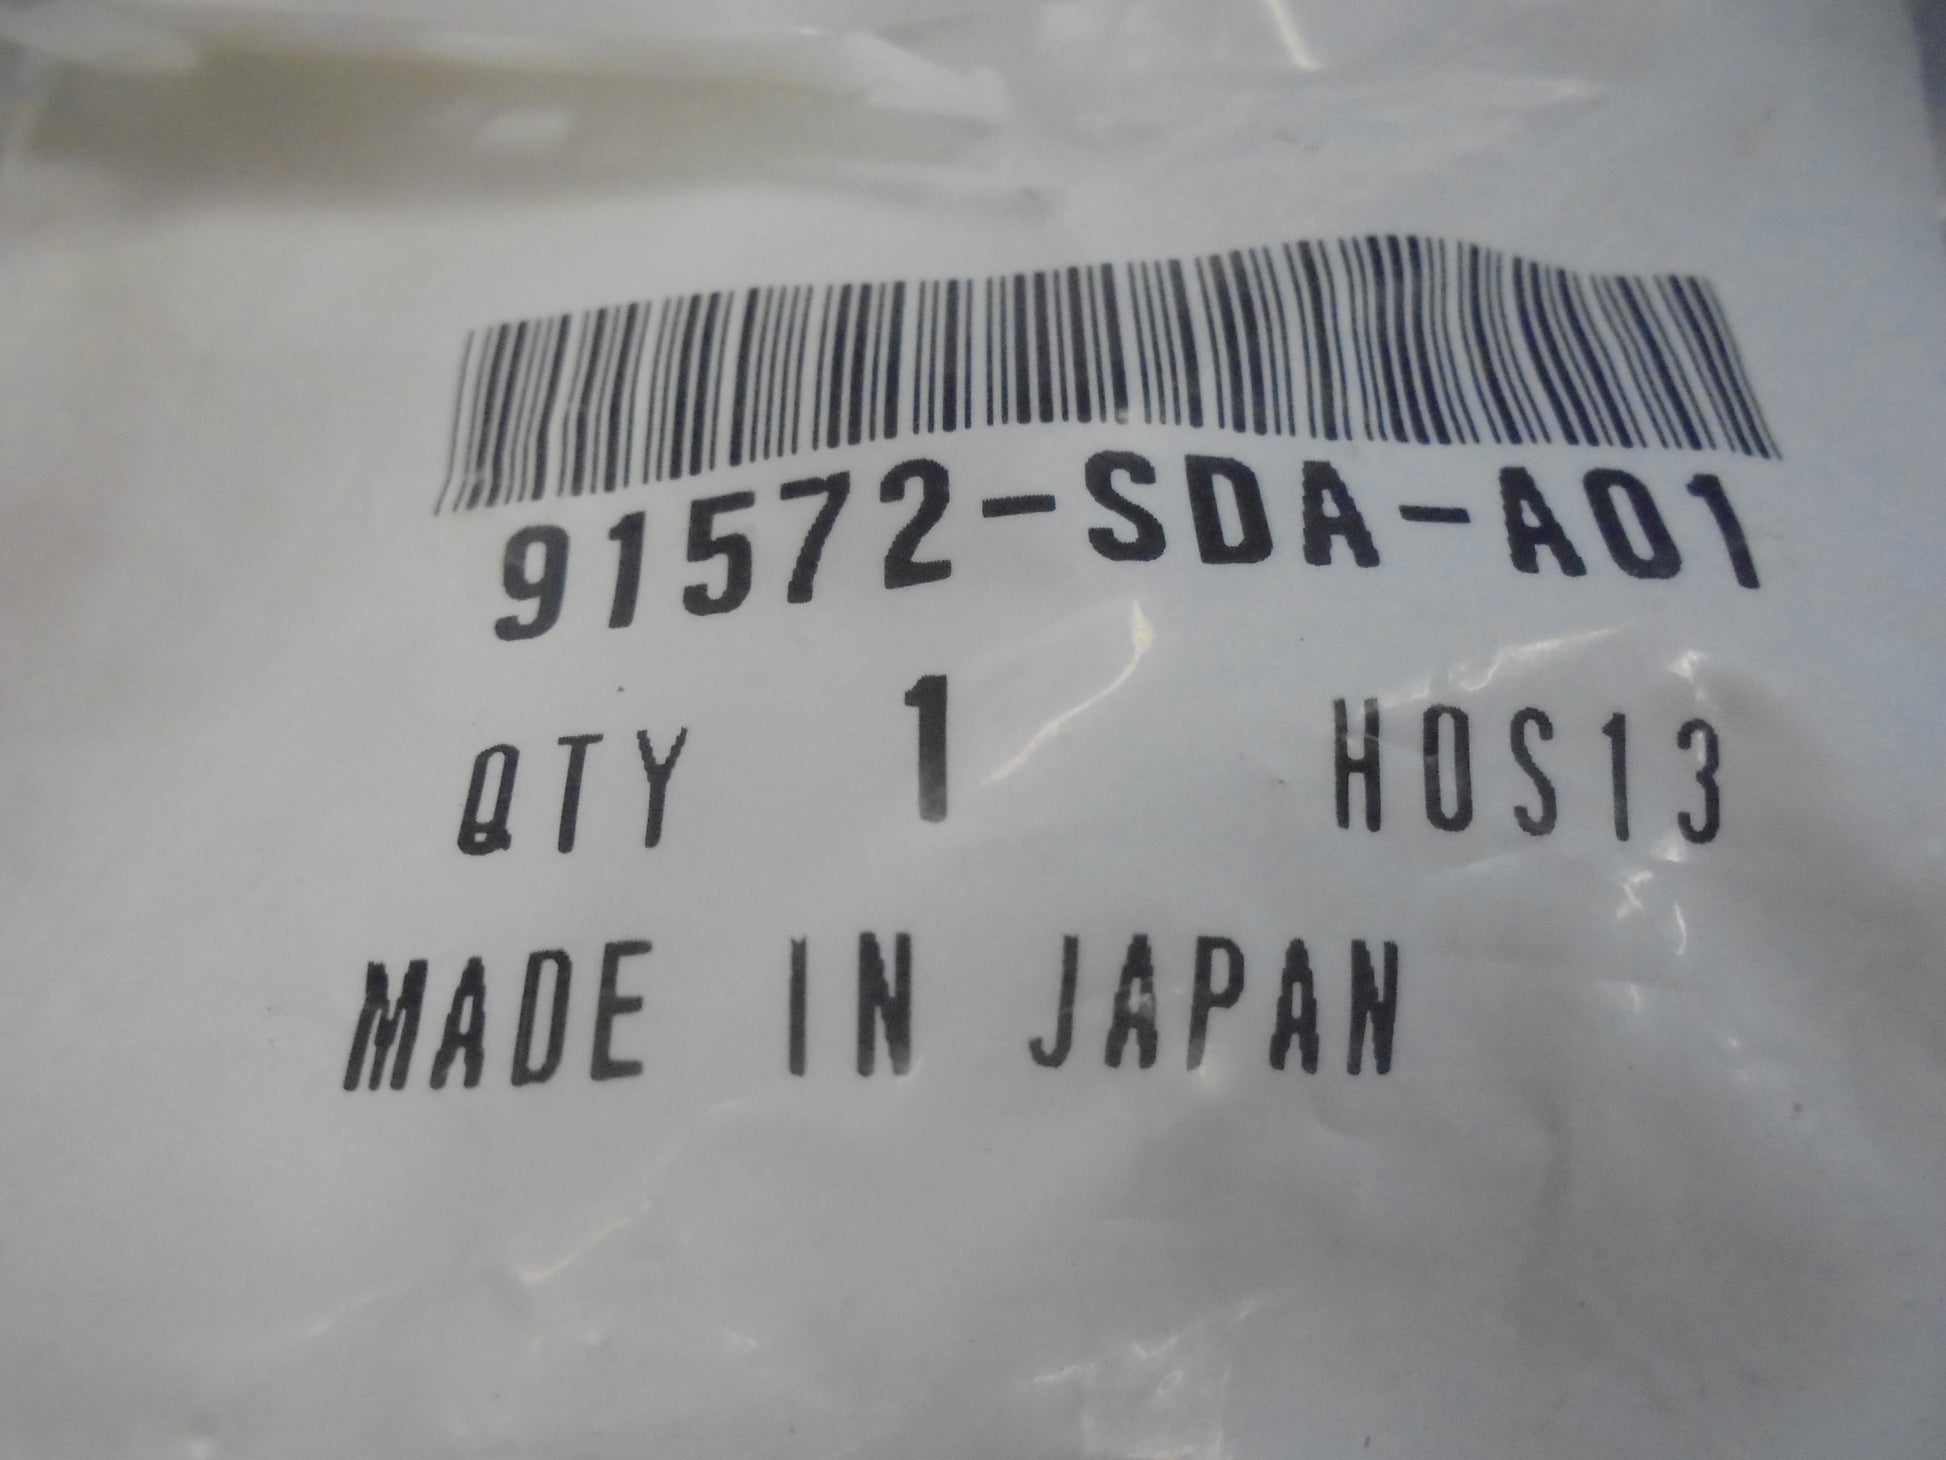 91572-SDA-A01
QTY 1 HOS13
MADE IN JAPAN